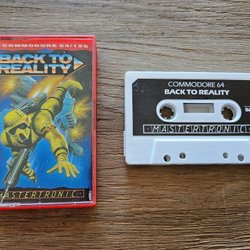 COMMODORE 64/128
BACK TO
REALITY
MASTERTRONIC
COMMODORE 64
BACK TO REALITY
MASTERTRONIC